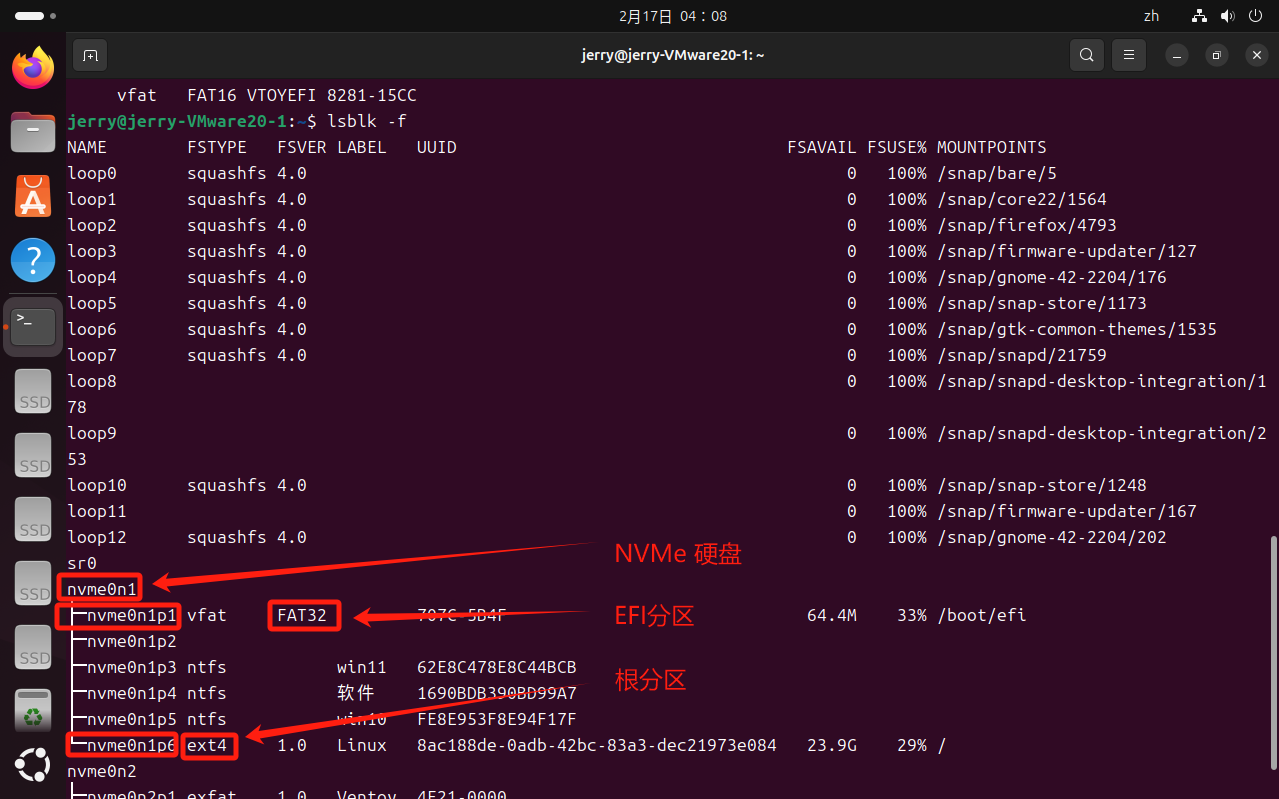 2月17日 04：08
zh
jerry@jerry-VMware20-1: ~
vfat FAT16 VTOYEFI 8281-15CC
jerry@jerry-VMware20-1:~$ lsblk -f
NAME FSTYPE FSVER LABEL UUID FSAVAIL FSUSE% MOUNTPOINTS
loop0 squashfs 4.0 0 100% /snap/bare/5
loop1 squashfs 4.0 0 100% /snap/core22/1564
loop2 squashfs 4.0 0 100% /snap/firefox/4793
loop3 squashfs 4.0 0 100% /snap/firmware-updater/127
loop4 squashfs 4.0 0 100% /snap/gnome-42-2204/176
loop5 squashfs 4.0 0 100% /snap/snap-store/1173
loop6 squashfs 4.0 0 100% /snap/gtk-common-themes/1535
loop7 squashfs 4.0 0 100% /snap/snapd/21759
loop8 0 100% /snap/snapd-desktop-integration/1
78
loop9 0 100% /snap/snapd-desktop-integration/2
53
loop10 squashfs 4.0 0 100% /snap/snap-store/1248
loop11 0 100% /snap/firmware-updater/167
loop12 squashfs 4.0 0 100% /snap/gnome-42-2204/202
sr0
NVMe 硬盘
nvme0n1
├─nvme0n1p1 vfat FAT32 707C-5B4F 64.4M 33% /boot/efi
EFI分区
├─nvme0n1p2
├─nvme0n1p3 ntfs win11 62E8C478E8C44BCB
根分区
├─nvme0n1p4 ntfs 软件 1690BDB390BD99A7
├─nvme0n1p5 ntfs win10 FE8E953F8E94F17F
└─nvme0n1p6 ext4 1.0 Linux 8ac188de-0adb-42bc-83a3-dec21973e084 23.9G 29% /
nvme0n2
├─nvme0n2p1 exfat 1.0 Ventoy 4E21-0000
SSD
SSD
SSD
SSD
SSD